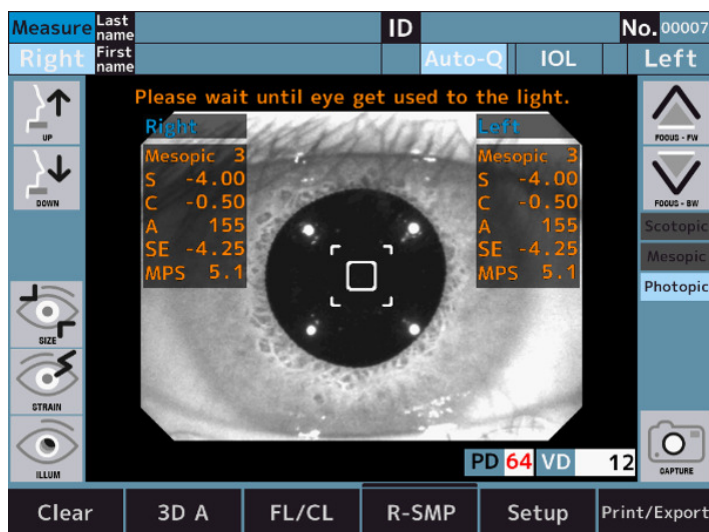 Measure Last name ID No. 00007
Right First name Auto-Q IOL Left
Please wait until eye get used to the light.
UP
DOWN
SIZE
STRAIN
ILLUM
Right
Mesopic 3
S -4.00
C -0.50
A 155
SE -4.25
MPS 5.1
Left
Mesopic 3
S -4.00
C -0.50
A 155
SE -4.25
MPS 5.1
FOOUS - FW
FOOUS - BW
Scotopic
Mesopic
Photopic
CAPTURE
PD 64 VD 12
Clear 3D A FL/CL R-SMP Setup Print/Export